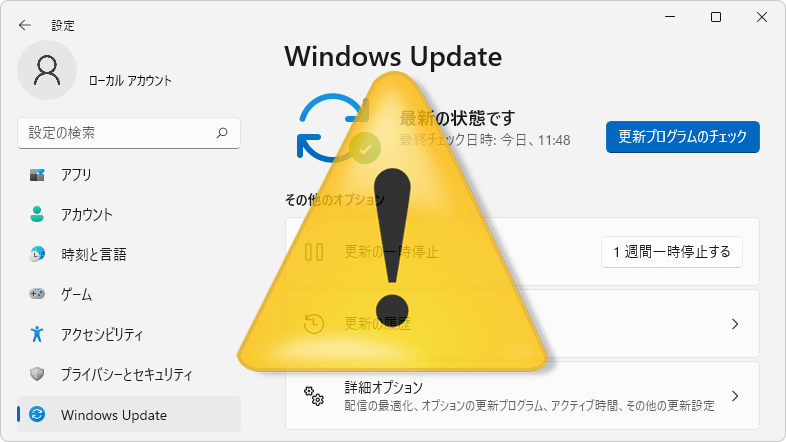 設定
ローカル アカウント
設定の検索
アプリ
アカウント
時刻と言語
ゲーム
アクセシビリティ
プライバシーとセキュリティ
Windows Update
Windows Update
最新の状態です
最終チェック日時: 今日、11:48
更新プログラムのチェック
その他のオプション
更新の一時停止
1 週間一時停止する
更新の履歴
詳細オプション
配信の最適化、オプションの更新プログラム、アクティブ時間、その他の更新設定